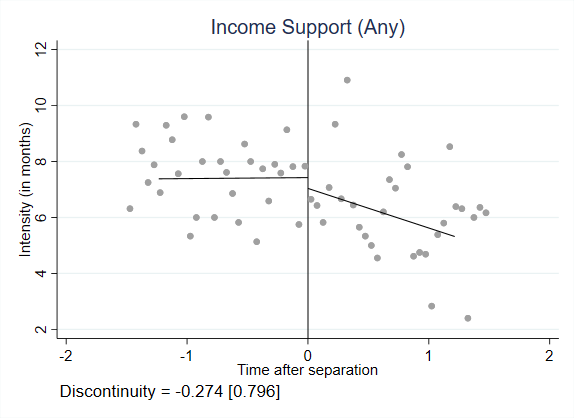 Income Support (Any)
Intensity (in months)
12
10
8
6
4
2
-2
-1
0
1
2
Time after separation
Discontinuity = -0.274 [0.796]